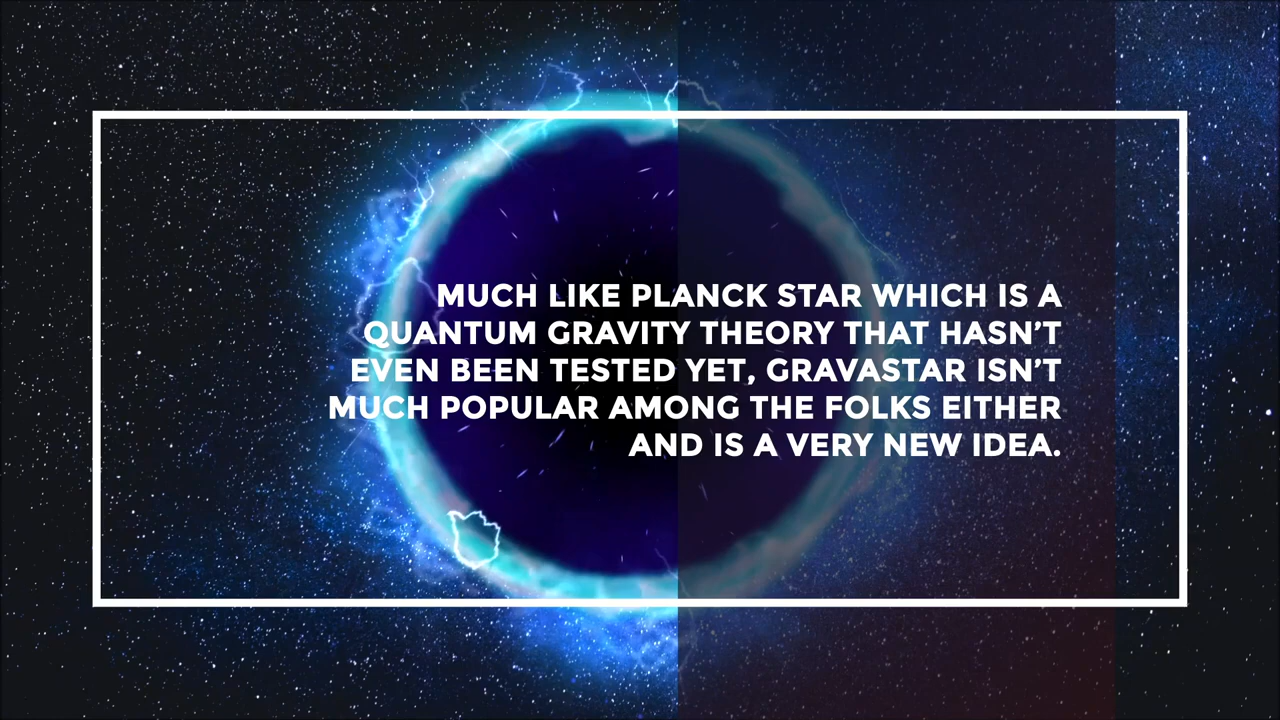 MUCH LIKE PLANCK STAR WHICH IS A
QUANTUM GRAVITY THEORY THAT HASN’T
EVEN BEEN TESTED YET, GRAVASTAR ISN’T
MUCH POPULAR AMONG THE FOLKS EITHER
AND IS A VERY NEW IDEA.